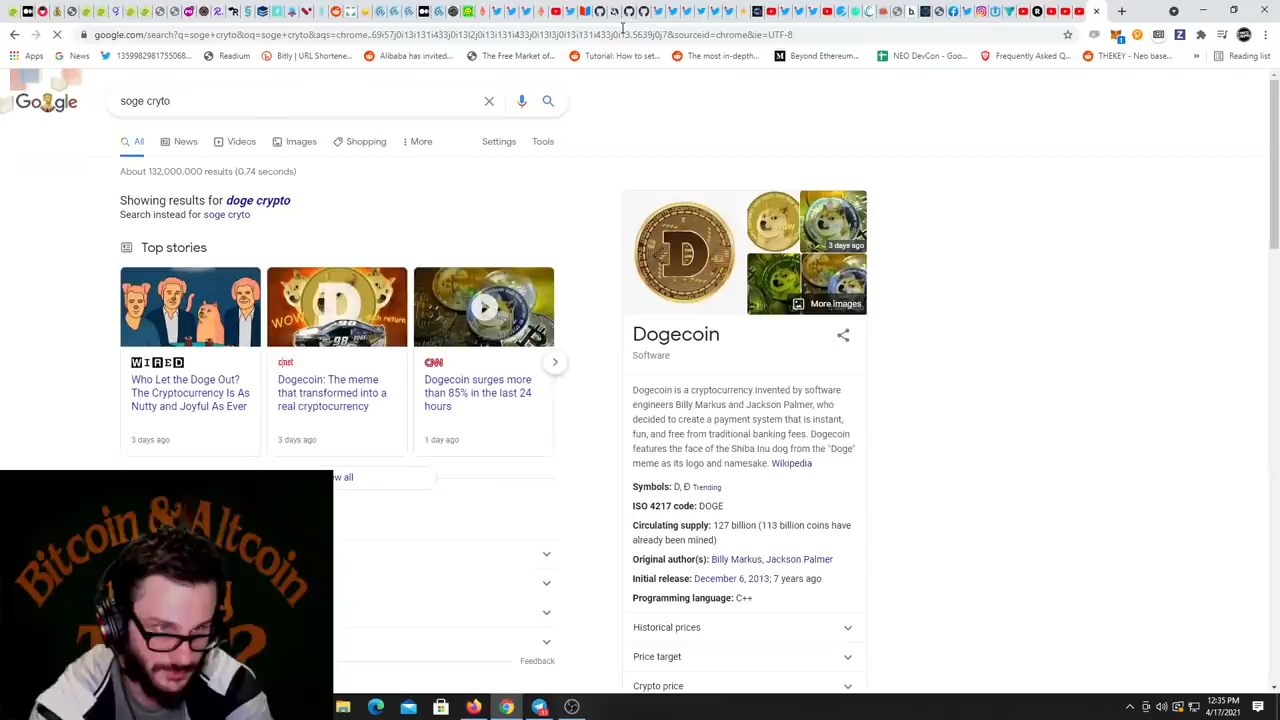 google.com/search?q=soge+cryto&oq=soge+cryto&aqs=chrome..69i57j0i13i131i433j0i13l2j0i13i131i433j0i13l2j0i13i131i433j0i13.5639j0j7&sourceid=chrome&ie=UTF-8
Apps
News
1359982981722068...
Readium
Bitly | URL Shortene...
Alibaba has invited...
The Free Market of...
Tutorial: How to set...
The most in-depth...
Beyond Ethereum...
NEO DevCon - Goo...
Frequently Asked Q...
THEKEY - Neo base...
»
Reading list
Google
soge cryto
All
News
Videos
Images
Shopping
More
Settings
Tools
About 132,000,000 results (0.74 seconds)
Showing results for doge crypto
Search instead for soge cryto
Top stories
WOW
98
WIRED
Who Let the Doge Out?
The Cryptocurrency Is As
Nutty and Joyful As Ever
3 days ago
c|net
Dogecoin: The meme
that transformed into a
real cryptocurrency
3 days ago
CNN
Dogecoin surges more
than 85% in the last 24
hours
1 day ago
ew all
Feedback
3 days ago
More images
Dogecoin
Software
Dogecoin is a cryptocurrency invented by software
engineers Billy Markus and Jackson Palmer, who
decided to create a payment system that is instant,
fun, and free from traditional banking fees. Dogecoin
features the face of the Shiba Inu dog from the "Doge"
meme as its logo and namesake. Wikipedia
Symbols: D, Ð Trending
ISO 4217 code: DOGE
Circulating supply: 127 billion (113 billion coins have
already been mined)
Original author(s): Billy Markus, Jackson Palmer
Initial release: December 6, 2013; 7 years ago
Programming language: C++
Historical prices
Price target
Crypto price
Bitcoin & Altcoin
12:35 PM
4/17/2021